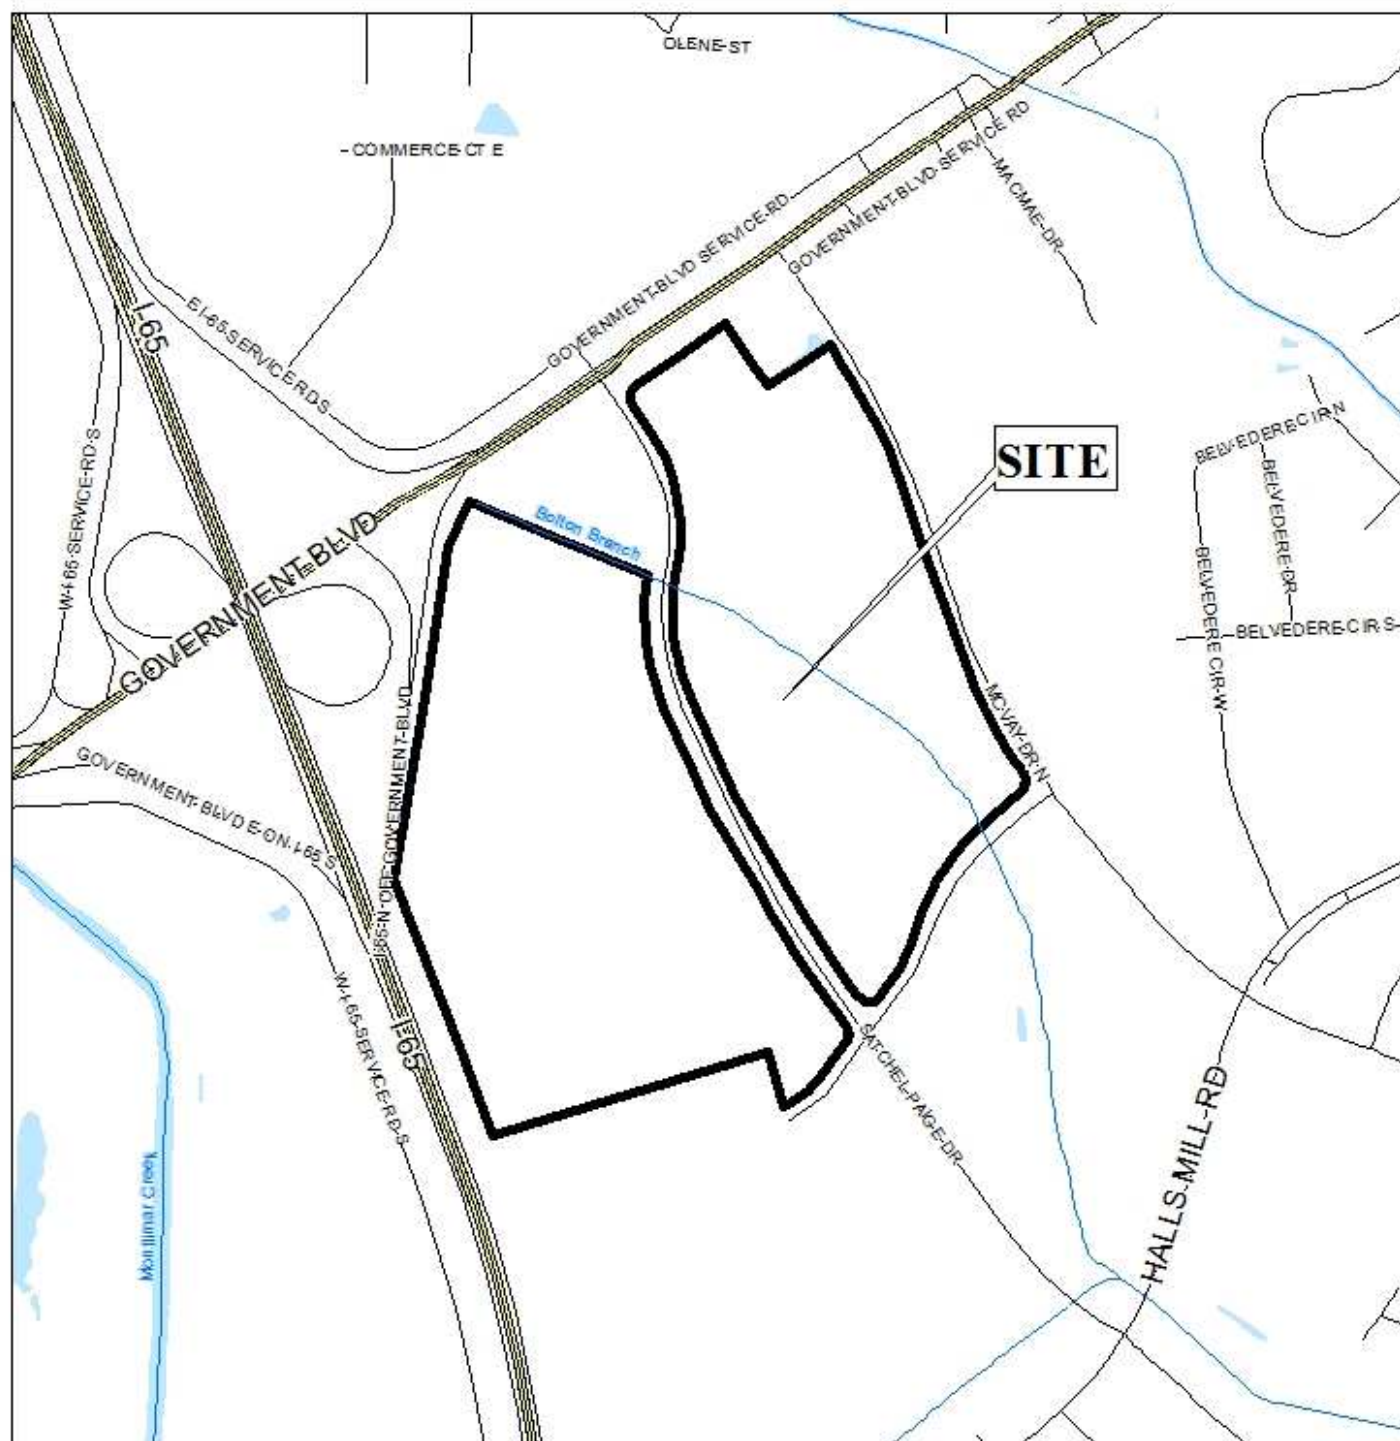 OLENE-ST
COMMERCE-CT E
GOVERNMENT-BLVD-SERVICE RD
MACMAE-DR
GOVERNMENT-BLVD SERVICE-RD
I-65
E I-65-SERVICE-RD-S
W-I-65-SERVICE-RD-S
BELVEDERE CIR-N
BELVEDERE-DR
SITE
Bolton Branch
GOVERNMENT-BLVD
BELVEDERE CIR-W
BELVEDERE-CIR S
MCVAY-DR-N
I-65-N OFF-GOVERNMENT-BLVD
GOVERNMENT-BLVD E-ON-I-65 S
W-I-65-SERVICE-RD-S
I-65
SATCHEL-PAIGE-DR
HALLS-MILL-RD
Montlimar Creek